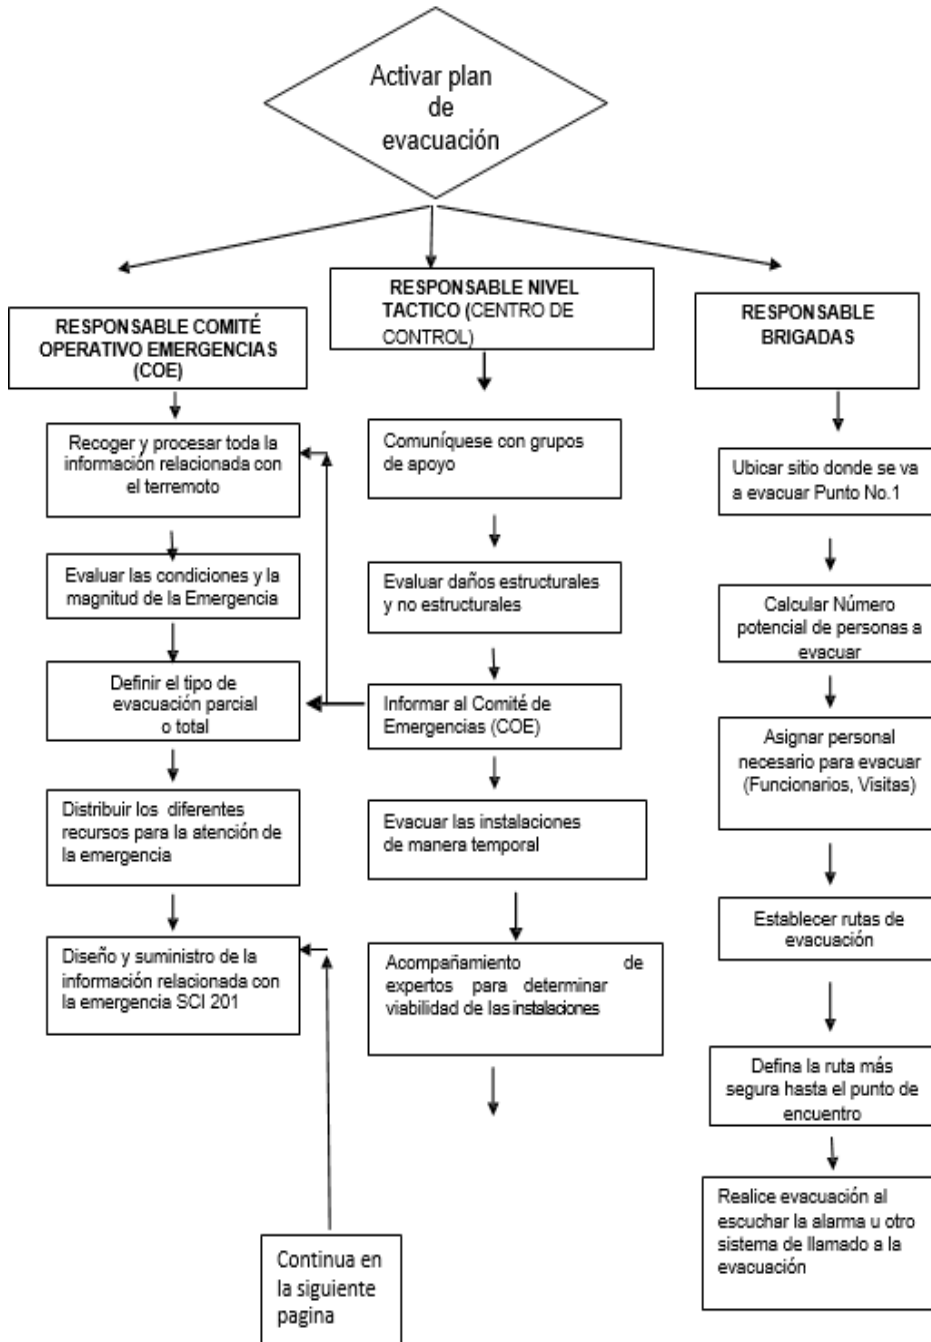 Activar plan
de
evacuación
RESPONSABLE COMITÉ
OPERATIVO EMERGENCIAS
(COE)
Recoger y procesar toda la
información relacionada con
el terremoto
Evaluar las condiciones y la
magnitud de la Emergencia
Definir el tipo de
evacuación parcial
o total
Distribuir los diferentes
recursos para la atención de
la emergencia
Diseño y suministro de la
información relacionada con
la emergencia SCI 201
RESPONSABLE NIVEL
TACTICO (CENTRO DE
CONTROL)
Comuníquese con grupos
de apoyo
Evaluar daños estructurales
y no estructurales
Informar al Comité de
Emergencias (COE)
Evacuar las instalaciones
de manera temporal
Acompañamiento de
expertos para determinar
viabilidad de las instalaciones
Continua en
la siguiente
pagina
RESPONSABLE
BRIGADAS
Ubicar sitio donde se va
a evacuar Punto No.1
Calcular Número
potencial de personas a
evacuar
Asignar personal
necesario para evacuar
(Funcionarios, Visitas)
Establecer rutas de
evacuación
Defina la ruta más
segura hasta el punto de
encuentro
Realice evacuación al
escuchar la alarma u otro
sistema de llamado a la
evacuación